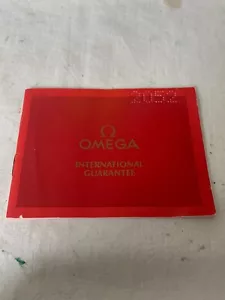 2052
Ω
OMEGA
INTERNATIONAL
GUARANTEE